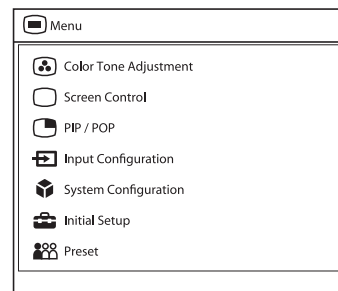 Menu
Color Tone Adjustment
Screen Control
PIP / POP
Input Configuration
System Configuration
Initial Setup
Preset